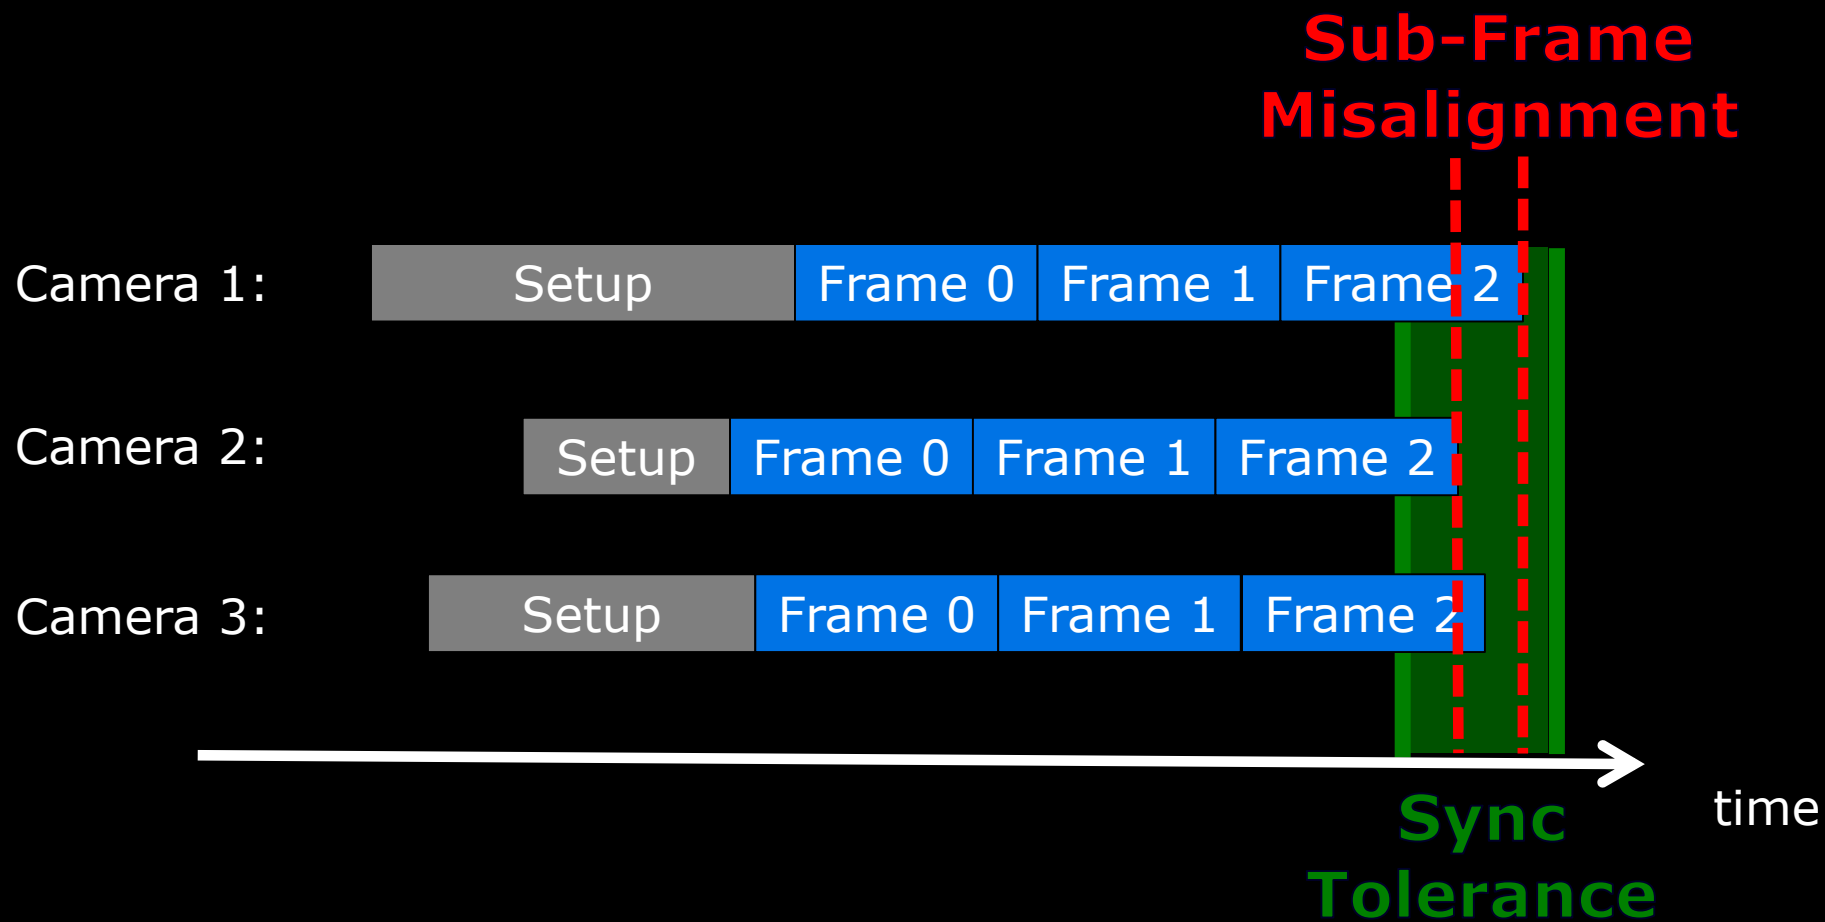 Sub-Frame
Misalignment
Camera 1:
Setup
Frame 0
Frame 1
Frame 2
Camera 2:
Setup
Frame 0
Frame 1
Frame 2
Camera 3:
Setup
Frame 0
Frame 1
Frame 2
time
Sync
Tolerance